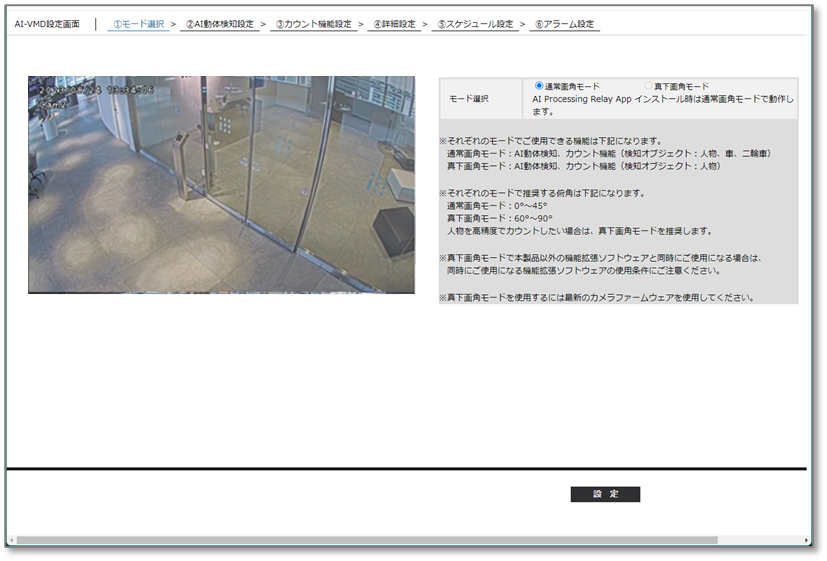 AI-VMD設定画面 | ①モード選択 > ②AI動体検知設定 > ③カウント機能設定 > ④詳細設定 > ⑤スケジュール設定 > ⑥アラーム設定
モード選択
通常画角モード 真下画角モード
AI Processing Relay App インストール時は通常画角モードで動作し
ます。
※それぞれのモードでご使用できる機能は下記になります。
通常画角モード：AI動体検知、カウント機能（検知オブジェクト：人物、車、二輪車）
真下画角モード：AI動体検知、カウント機能（検知オブジェクト：人物）
※それぞれのモードで推奨する俯角は下記になります。
通常画角モード：0°～45°
真下画角モード：60°～90°
人物を高精度でカウントしたい場合は、真下画角モードを推奨します。
※真下画角モードで本製品以外の機能拡張ソフトウェアと同時にご使用になる場合は、
同時にご使用になる機能拡張ソフトウェアの使用条件にご注意ください。
※真下画角モードを使用するには最新のカメラファームウェアを使用してください。
設 定